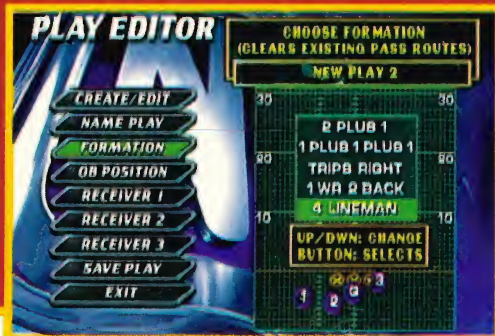 PLAY EDITOR
CHOOSE FORMATION
(CLEARS EXISTING PASS ROUTES)
NEW PLAY 2
CREATE/EDIT
NAME PLAY
FORMATION
QB POSITION
RECEIVER 1
RECEIVER 2
RECEIVER 3
SAVE PLAY
EXIT
30 30
2 PLUS 1
1 PLUS 1 PLUS 1
TRIPS RIGHT
1 WR 2 BACK
4 LINEMAN
20 20
10 10
UP/DWN: CHANGE
BUTTON: SELECTS
1 2 Q 3